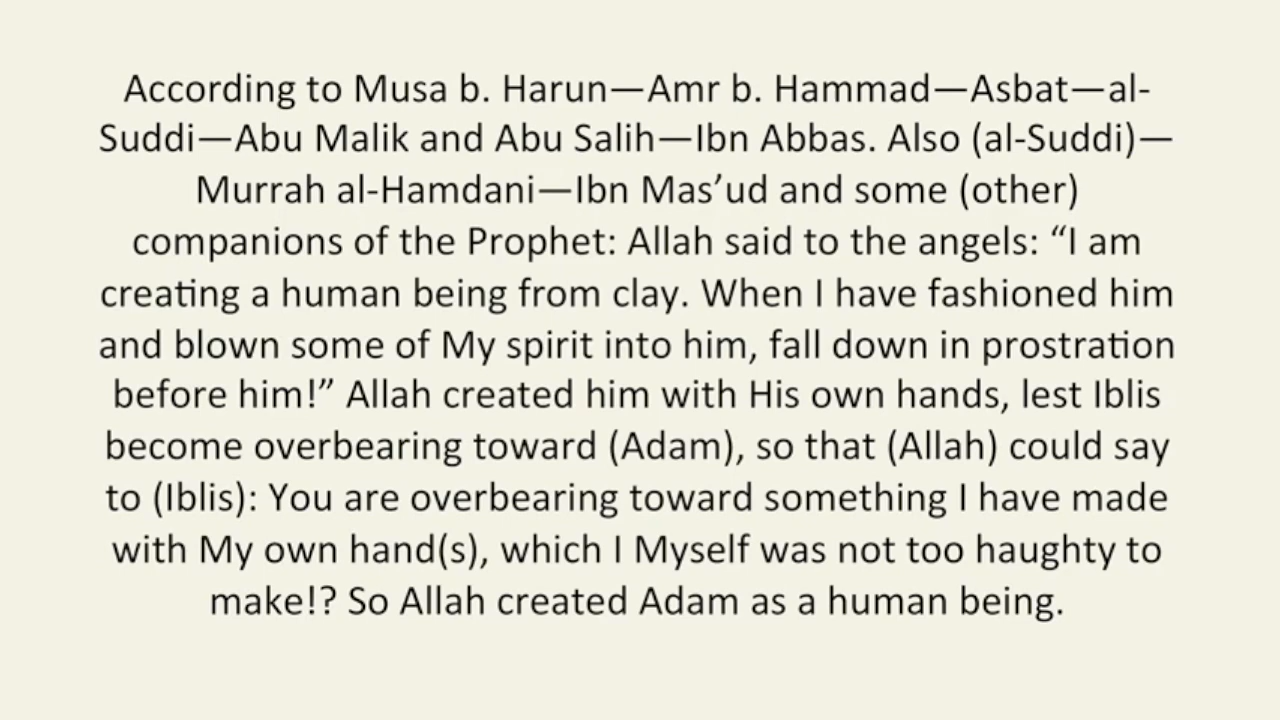 According to Musa b. Harun—Amr b. Hammad—Asbat—al-
Suddi—Abu Malik and Abu Salih—Ibn Abbas. Also (al-Suddi)—
Murrah al-Hamdani—Ibn Mas’ud and some (other)
companions of the Prophet: Allah said to the angels: “I am
creating a human being from clay. When I have fashioned him
and blown some of My spirit into him, fall down in prostration
before him!” Allah created him with His own hands, lest Iblis
become overbearing toward (Adam), so that (Allah) could say
to (Iblis): You are overbearing toward something I have made
with My own hand(s), which I Myself was not too haughty to
make!? So Allah created Adam as a human being.